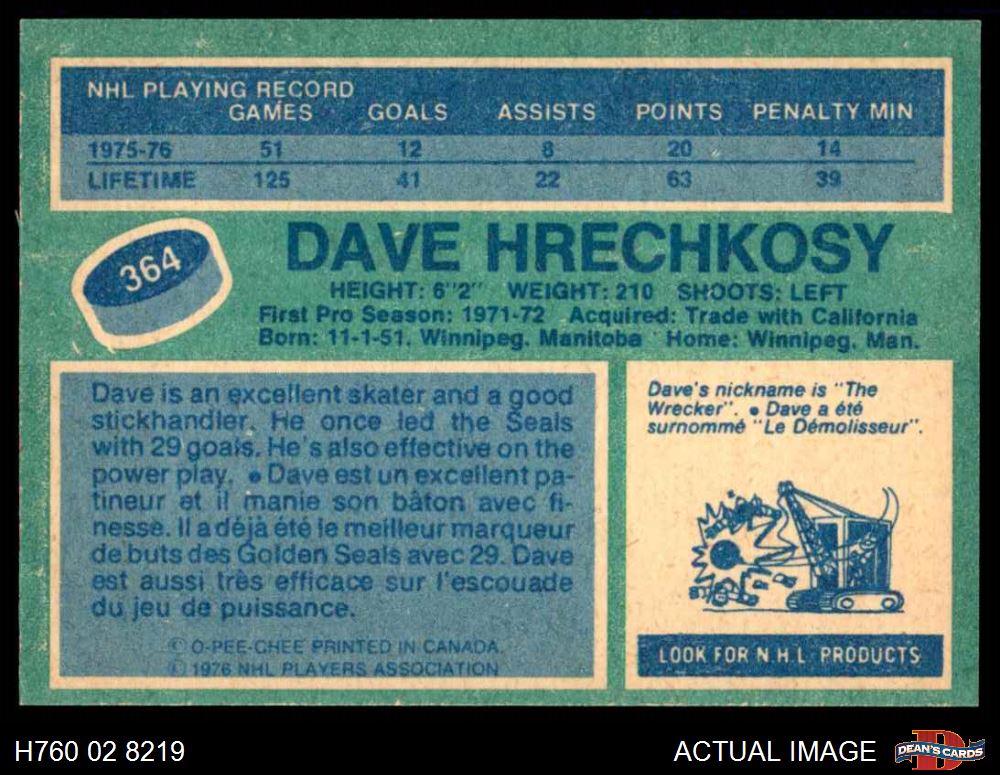 NHL PLAYING RECORD
GAMES GOALS ASSISTS POINTS PENALTY MIN
1975-76 51 12 8 20 14
LIFETIME 125 41 22 63 39
364
DAVE HRECHKOSY
HEIGHT: 6"2" WEIGHT: 210 SHOOTS: LEFT
First Pro Season: 1971-72 Acquired: Trade with California
Born: 11-1-51, Winnipeg, Manitoba Home: Winnipeg, Man.
Dave is an excellent skater and a good
stickhandler. He once led the Seals
with 29 goals. He's also effective on the
power play. • Dave est un excellent pa-
tineur et il manie son bâton avec fi-
nesse. Il a déjà été le meilleur marqueur
de buts des Golden Seals avec 29. Dave
est aussi très efficace sur l'escouade
du jeu de puissance.
© O-PEE-CHEE PRINTED IN CANADA.
© 1976 NHL PLAYERS ASSOCIATION
Dave's nickname is "The
Wrecker". • Dave a été
surnommé "Le Démolisseur".
LOOK FOR N.H.L. PRODUCTS
H760 02 8219
ACTUAL IMAGE
D
DEAN'S CARDS